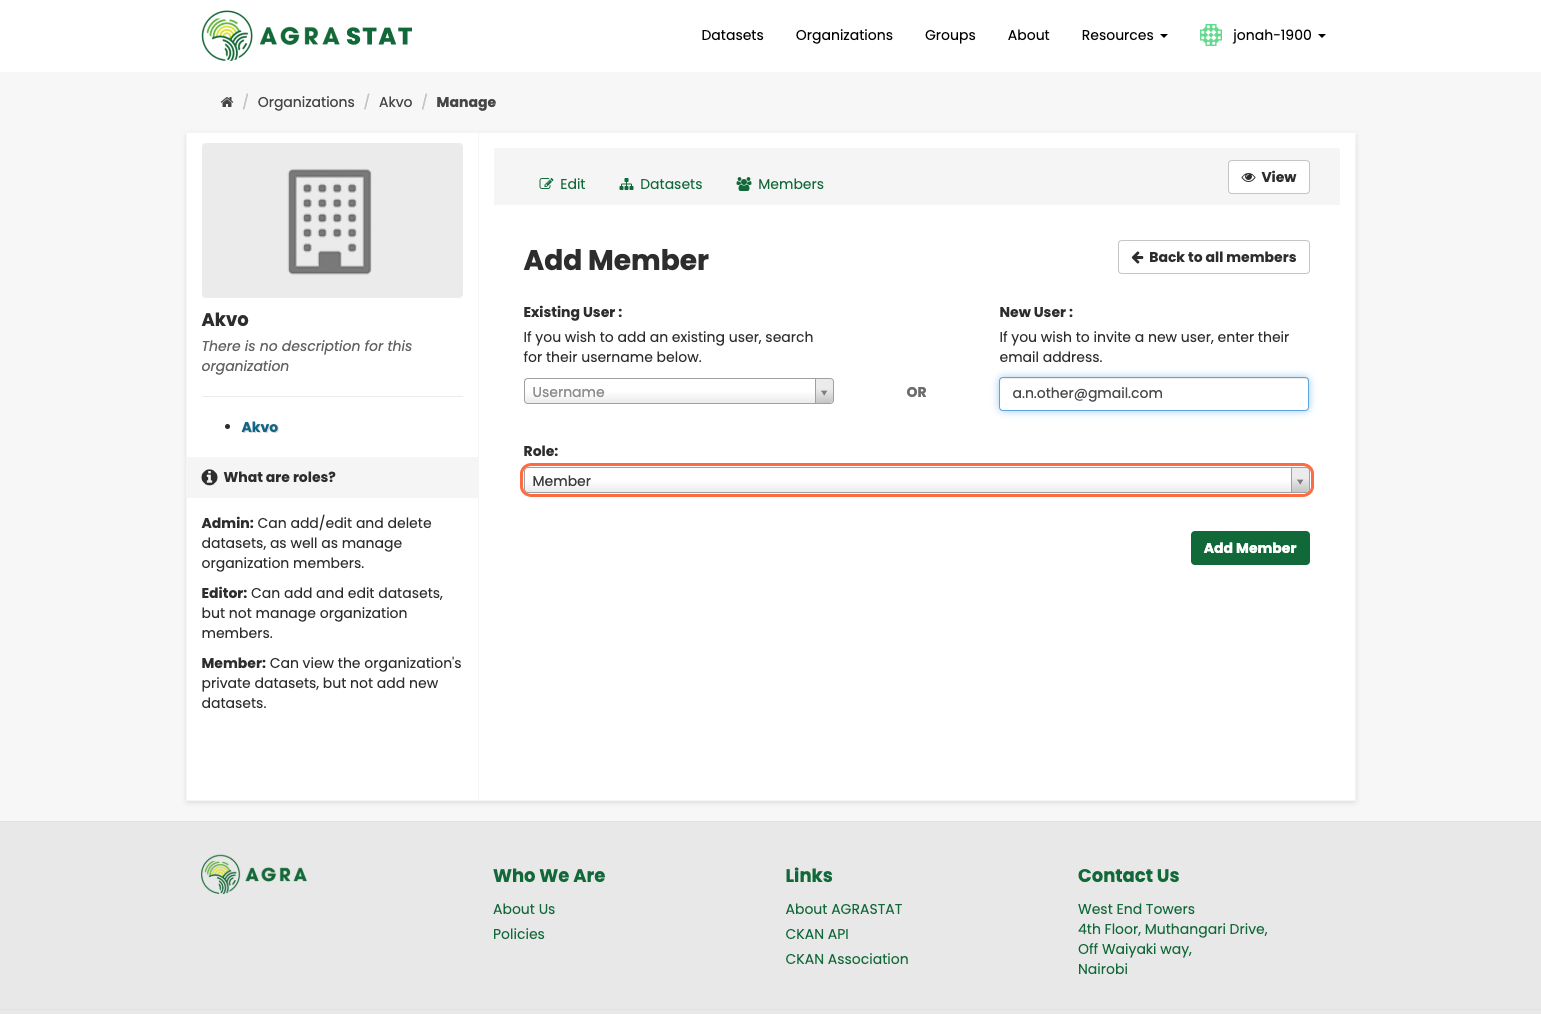 AGRA STAT
Datasets
Organizations
Groups
About
Resources
jonah-1900
/ Organizations / Akvo / Manage
Akvo
There is no description for this
organization
• Akvo
What are roles?
Admin: Can add/edit and delete
datasets, as well as manage
organization members.
Editor: Can add and edit datasets,
but not manage organization
members.
Member: Can view the organization's
private datasets, but not add new
datasets.
Edit
Datasets
Members
View
Add Member
Back to all members
Existing User :
If you wish to add an existing user, search
for their username below.
Username
OR
New User :
If you wish to invite a new user, enter their
email address.
a.n.other@gmail.com
Role:
Member
Add Member
AGRA
Who We Are
About Us
Policies
Links
About AGRASTAT
CKAN API
CKAN Association
Contact Us
West End Towers
4th Floor, Muthangari Drive,
Off Waiyaki way,
Nairobi